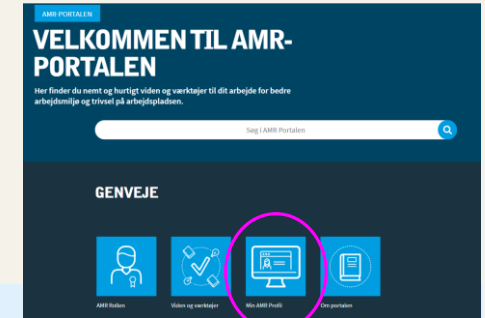 AMR-PORTALEN
VELKOMMEN TIL AMR-
PORTALEN
Her finder du nemt og hurtigt viden og værktøjer til dit arbejde for bedre
arbejdsmiljø og trivsel på arbejdspladsen.
Søg i AMR Portalen
GENVEJE
AMR Rollen
Viden og værktøjer
Min AMR Profil
Om portalen